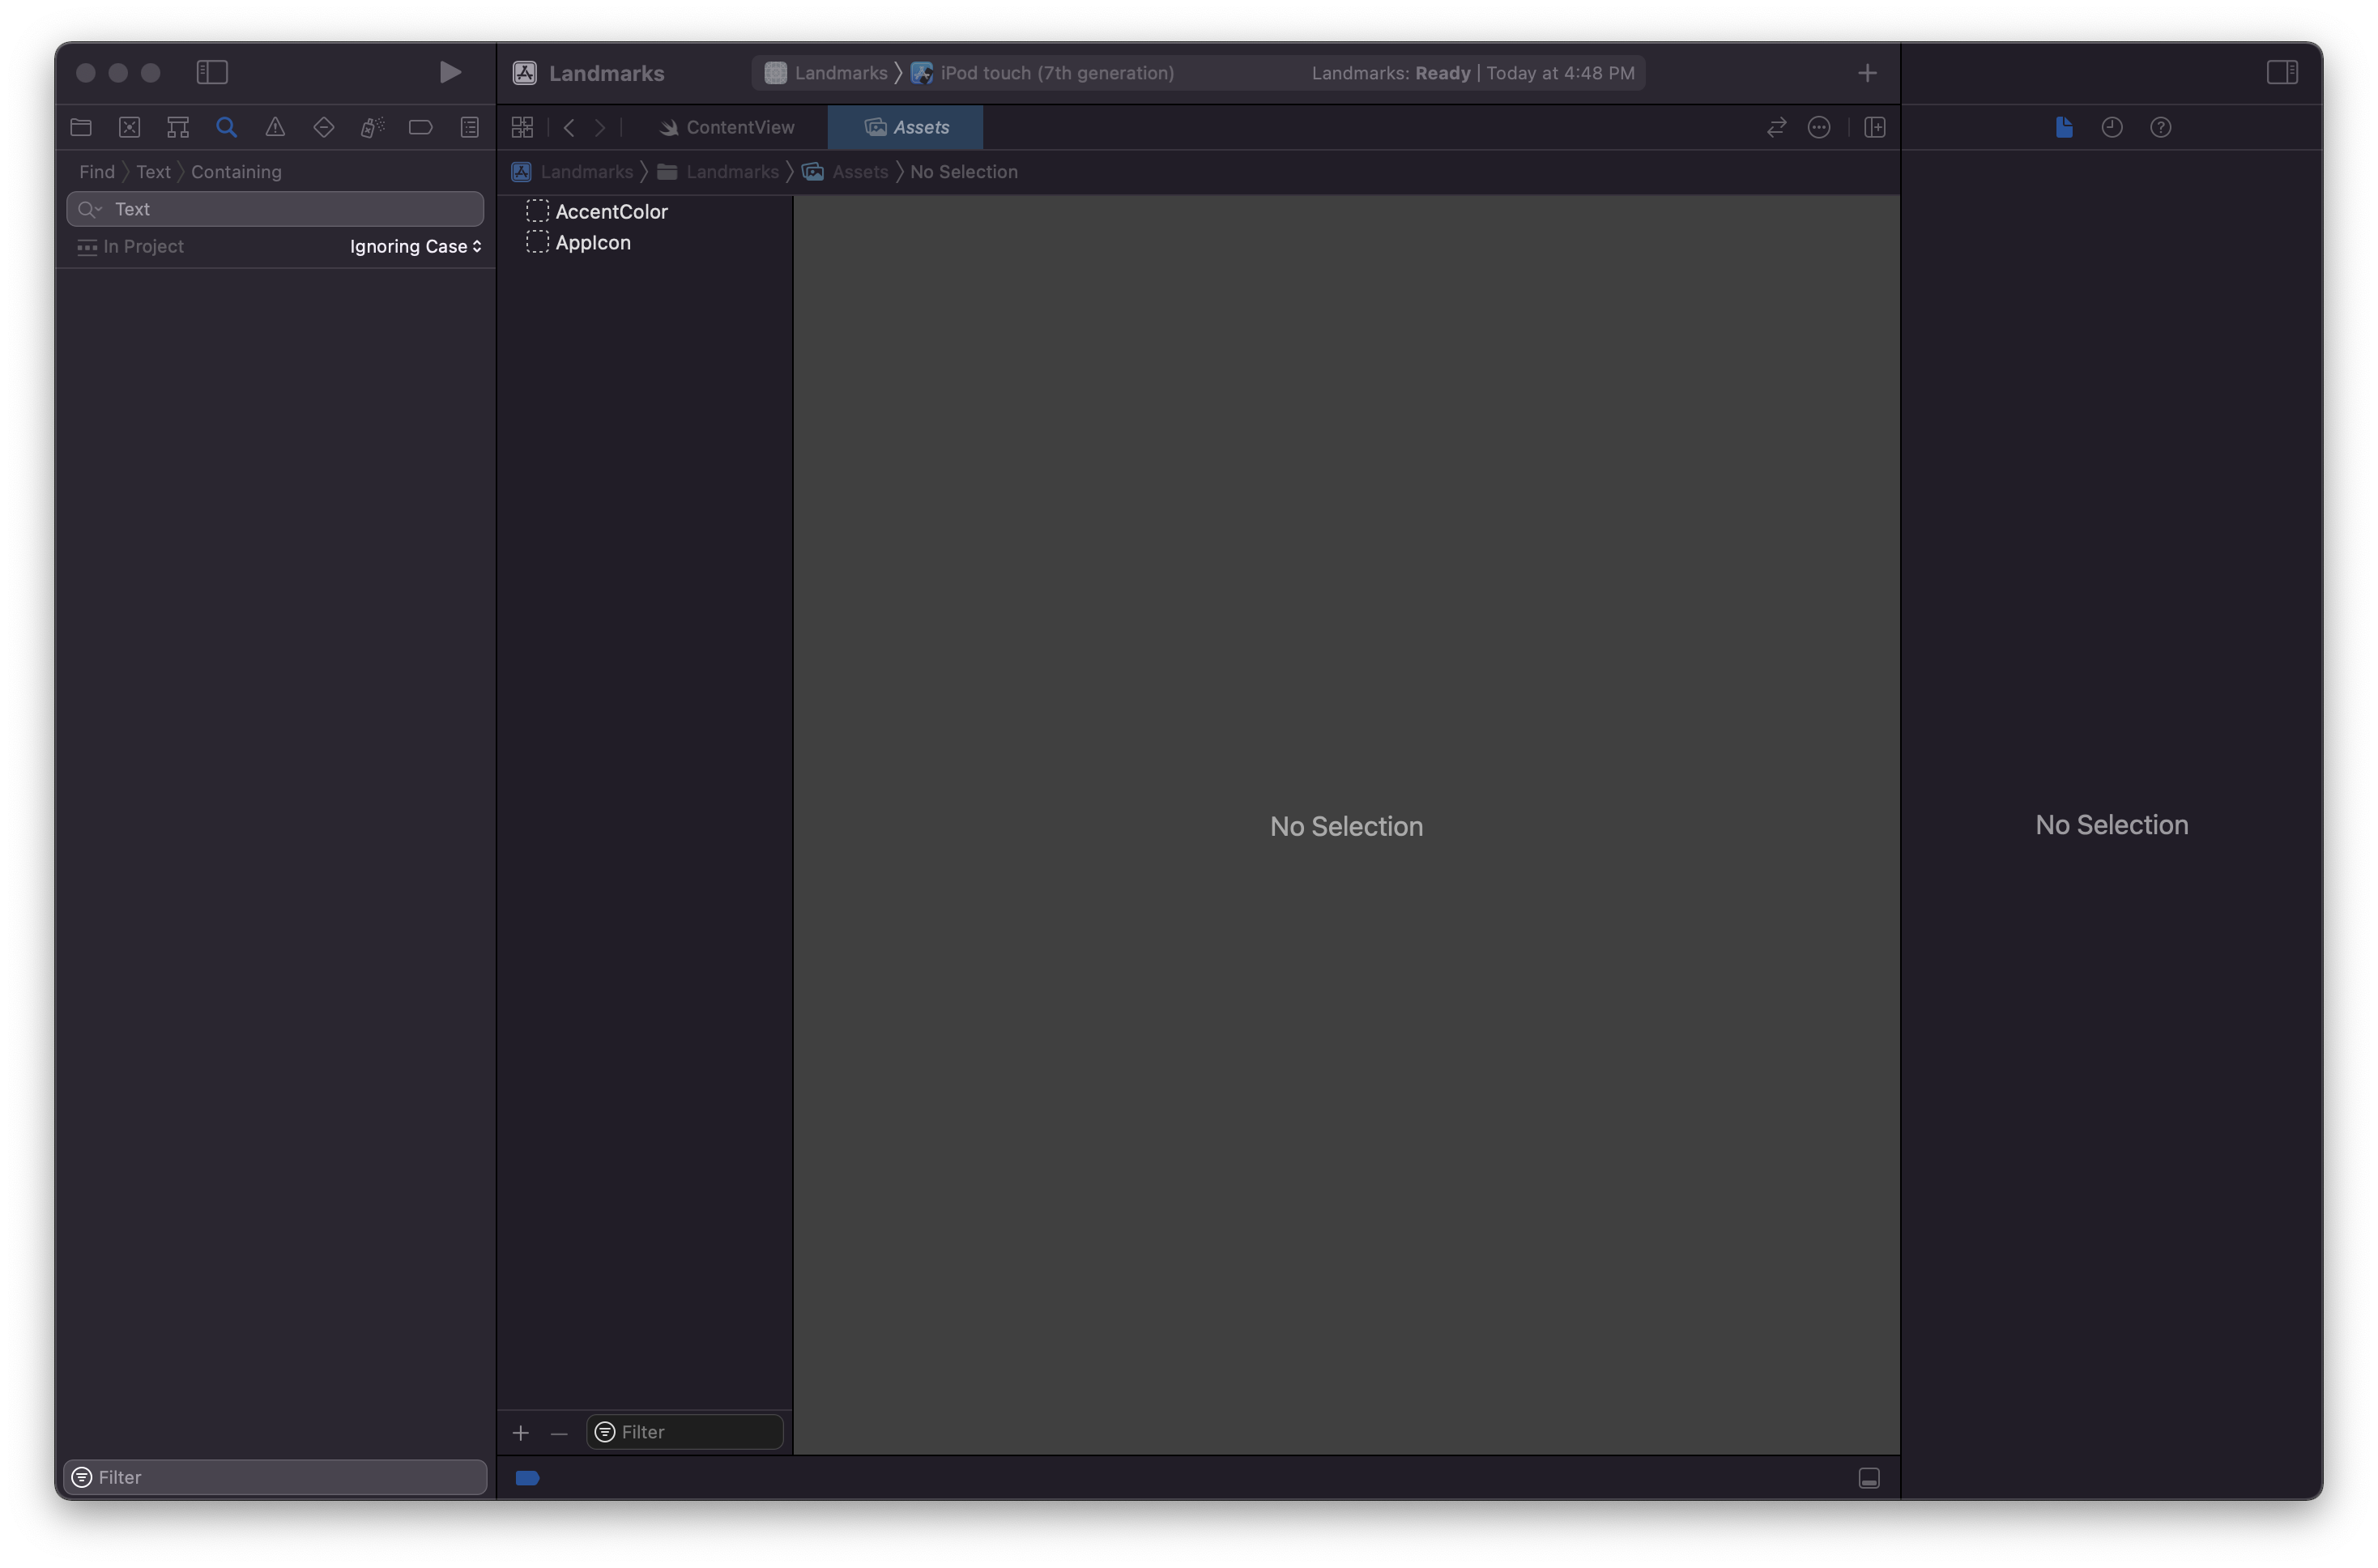 Landmarks
Landmarks
iPod touch (7th generation)
Landmarks: Ready | Today at 4:48 PM
ContentView
Assets
Find
Text
Containing
Landmarks
Landmarks
Assets
No Selection
Text
In Project
Ignoring Case
AccentColor
AppIcon
No Selection
No Selection
Filter
Filter